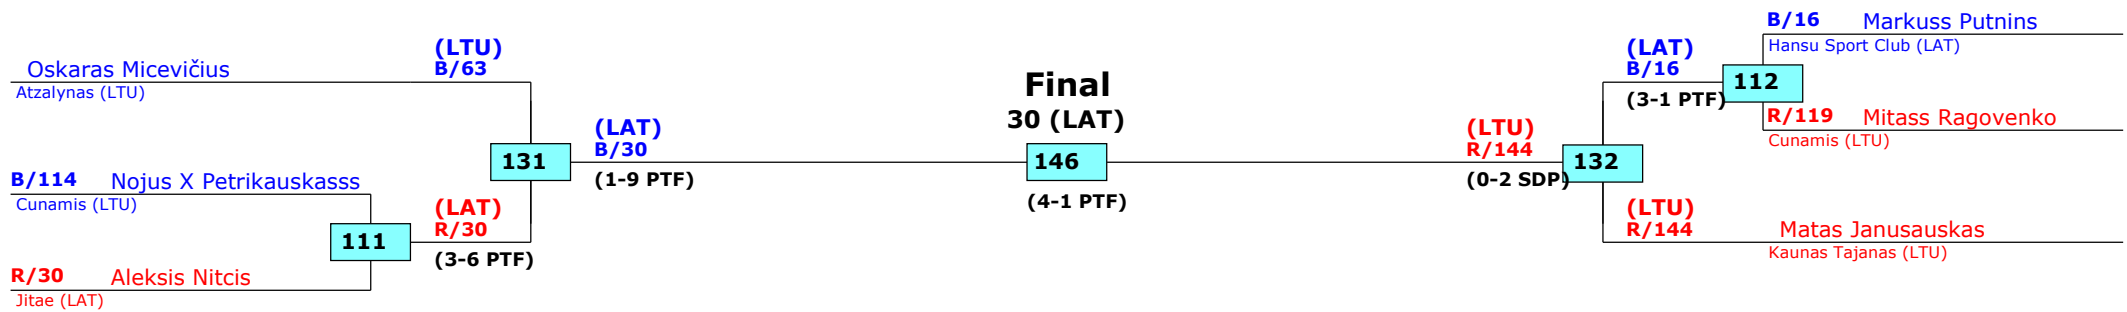 (LTU)
B/63
Oskaras Micevičius
Atzalynas (LTU)
131
B/114 Nojus X Petrikauskasss
Cunamis (LTU)
111
(LAT)
R/30
(3-6 PTF)
R/30 Aleksis Nitcis
Jitae (LAT)
(LAT)
B/30
(1-9 PTF)
Final
30 (LAT)
146
(4-1 PTF)
(LTU)
R/144
(0-2 SDP)
132
(LAT)
B/16
(3-1 PTF)
112
B/16 Markuss Putnins
Hansu Sport Club (LAT)
R/119 Mitass Ragovenko
Cunamis (LTU)
(LTU)
R/144
Matas Janusauskas
Kaunas Tajanas (LTU)